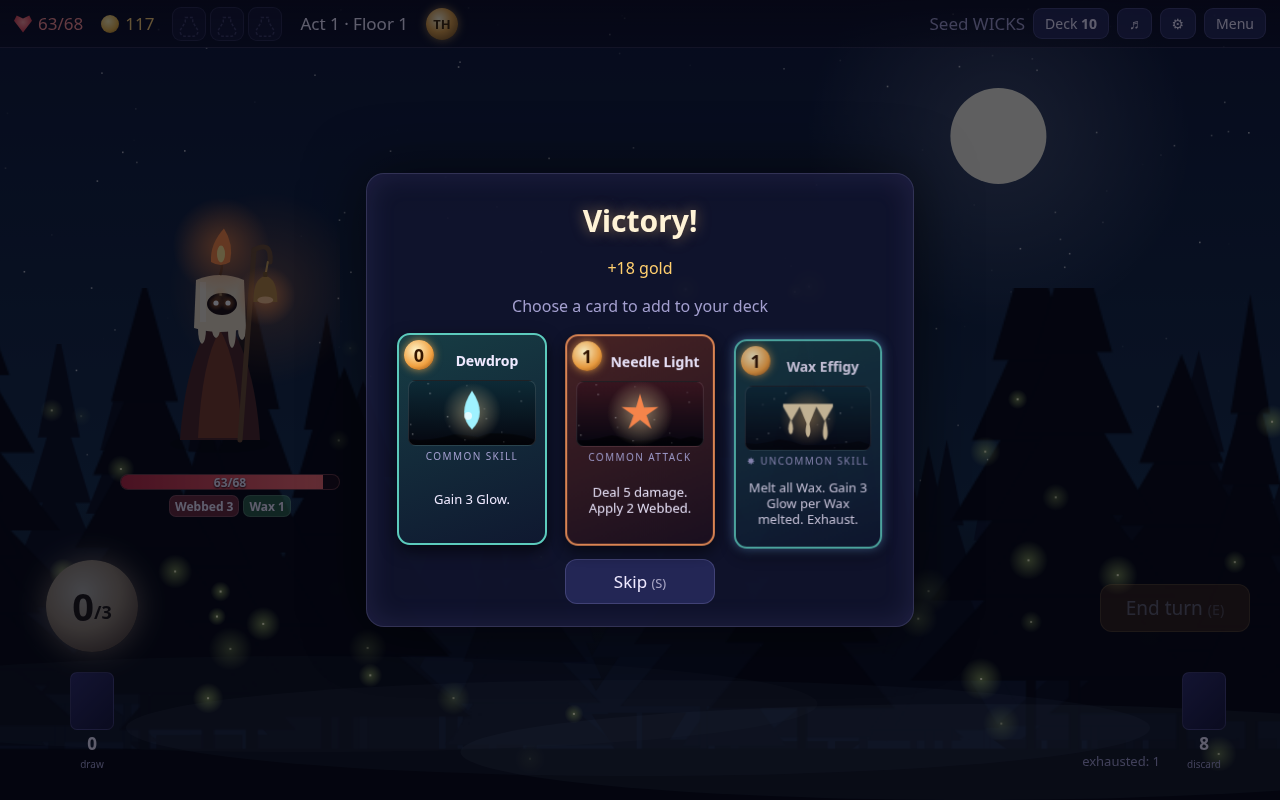 63/68
117
Act 1 · Floor 1
TH
Seed WICKS
Deck 10
♬
⚙
Menu
Victory!
+18 gold
Choose a card to add to your deck
0
Dewdrop
COMMON SKILL
Gain 3 Glow.
1
Needle Light
COMMON ATTACK
Deal 5 damage.
Apply 2 Webbed.
1
Wax Effigy
UNCOMMON SKILL
Melt all Wax. Gain 3
Glow per Wax
melted. Exhaust.
Skip (S)
63/68
Webbed 3
Wax 1
0/3
End turn (E)
0
draw
exhausted: 1
8
discard